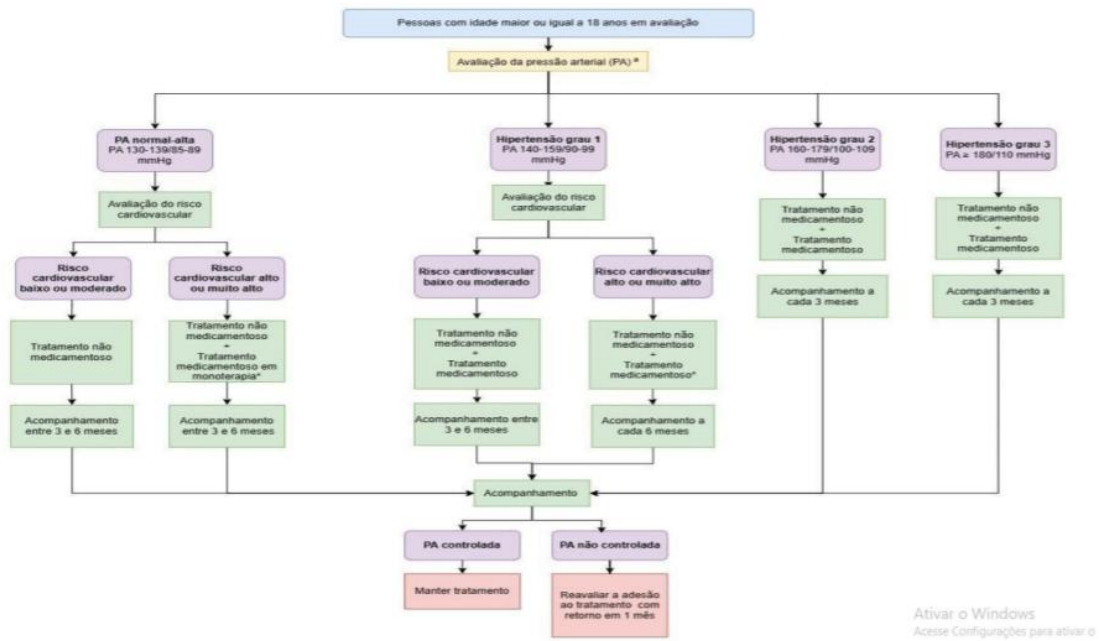 Pessoas com idade maior ou igual a 18 anos em avaliação
Avaliação da pressão arterial (PA) ª
PA normal-alta
PA 130-139/85-89
mmHg
Hipertensão grau 1
PA 140-159/90-99
mmHg
Hipertensão grau 2
PA 160-179/100-109
mmHg
Hipertensão grau 3
PA = 180/110 mmHg
Avaliação do risco
cardiovascular
Avaliação do risco
cardiovascular
Tratamento não
medicamentoso
+
Tratamento
medicamentoso
Tratamento não
medicamentoso
+
Tratamento
medicamentoso
Risco
cardiovascular
baixo ou moderado
Risco
cardiovascular alto
ou muito alto
Risco cardiovascular
baixo ou moderado
Risco cardiovascular
alto ou muito alto
Acompanhamento a
cada 3 meses
Acompanhamento a
cada 3 meses
Tratamento não
medicamentoso
Tratamento não
medicamentoso
+
Tratamento
medicamentoso em
monoterapia*
Tratamento não
medicamentoso
+
Tratamento
medicamentoso
Tratamento não
medicamentoso
+
Tratamento
medicamentoso*
Acompanhamento
entre 3 e 6 meses
Acompanhamento
entre 3 e 6 meses
Acompanhamento entre
3 e 6 meses
Acompanhamento a
cada 6 meses
Acompanhamento
PA controlada
PA não controlada
Manter tratamento
Reavaliar a adesão
ao tratamento com
retorno em 1 mês
Ativar o Windows
Acesse Configurações para ativar o